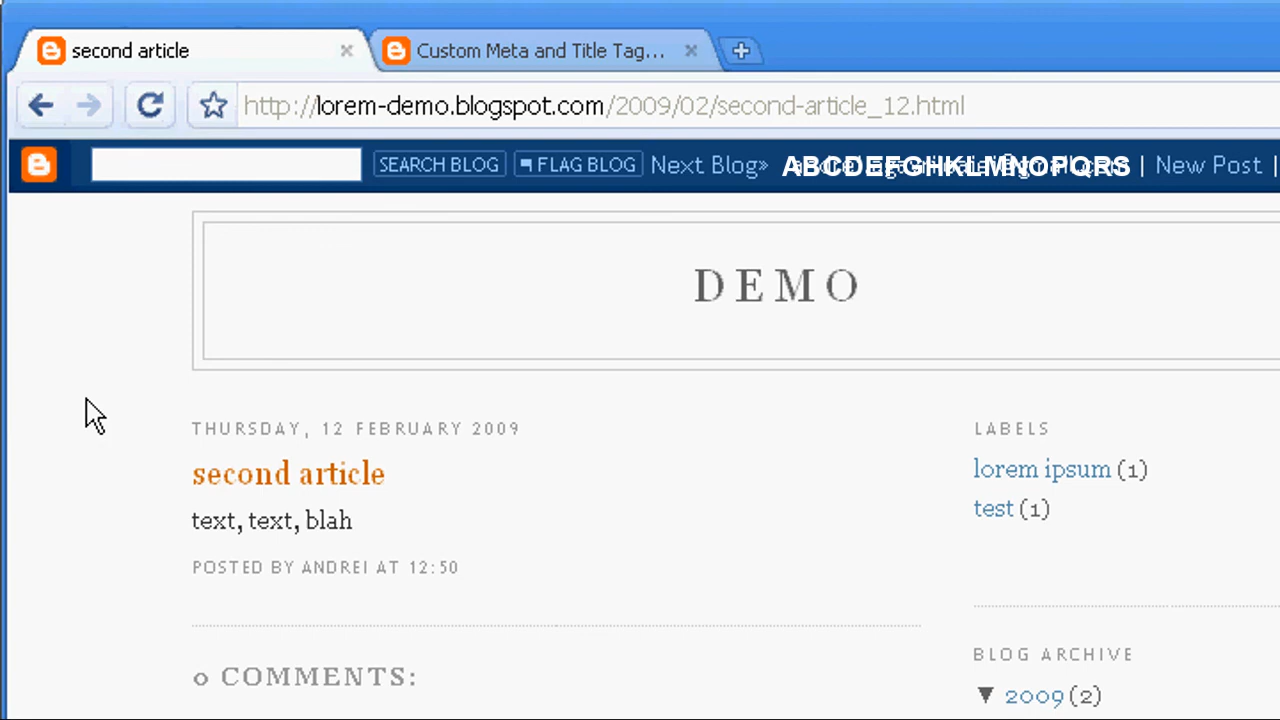 second article
Custom Meta and Title Tag...
http://lorem-demo.blogspot.com/2009/02/second-article_12.html
SEARCH BLOG FLAG BLOG Next Blog» ABCDEFGHKLMNOPQRS | New Post |
DEMO
THURSDAY, 12 FEBRUARY 2009
second article
text, text, blah
POSTED BY ANDREI AT 12:50
0 COMMENTS:
LABELS
lorem ipsum (1)
test (1)
BLOG ARCHIVE
▼ 2009 (2)